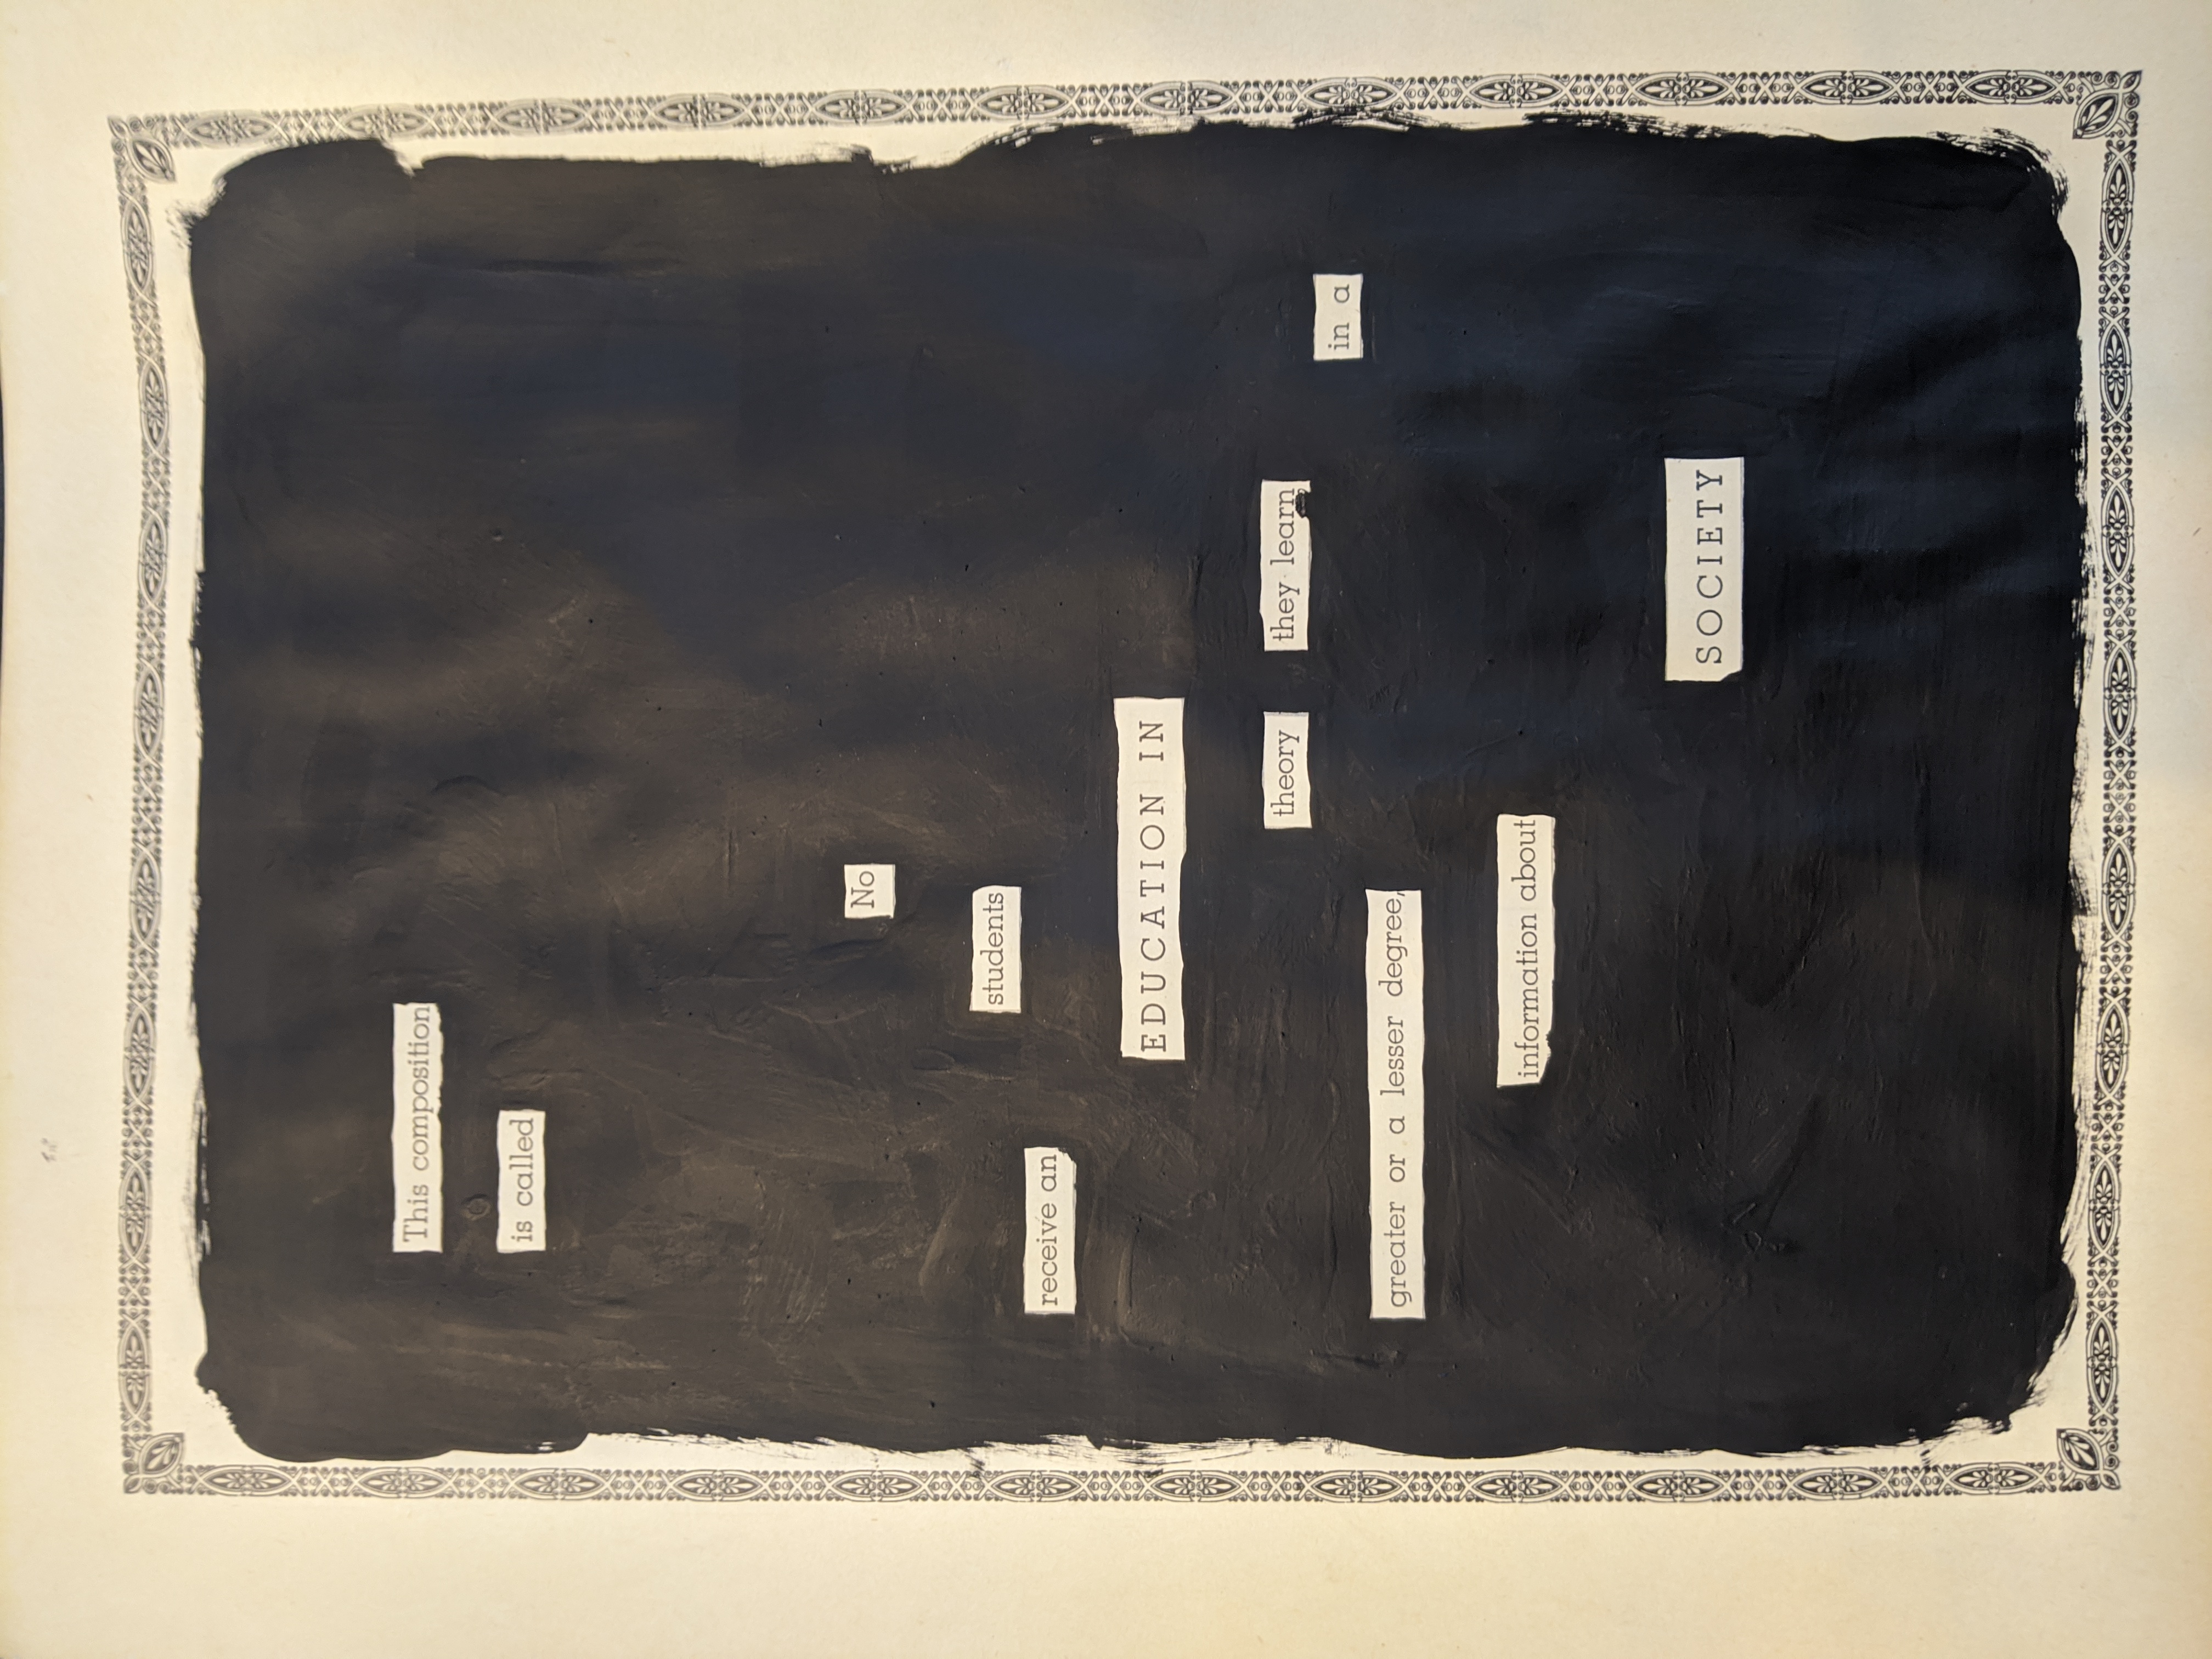 This composition
is called
No
students
receive an
EDUCATION IN
theory they learn
in a
greater or a lesser degree,
information about
SOCIETY